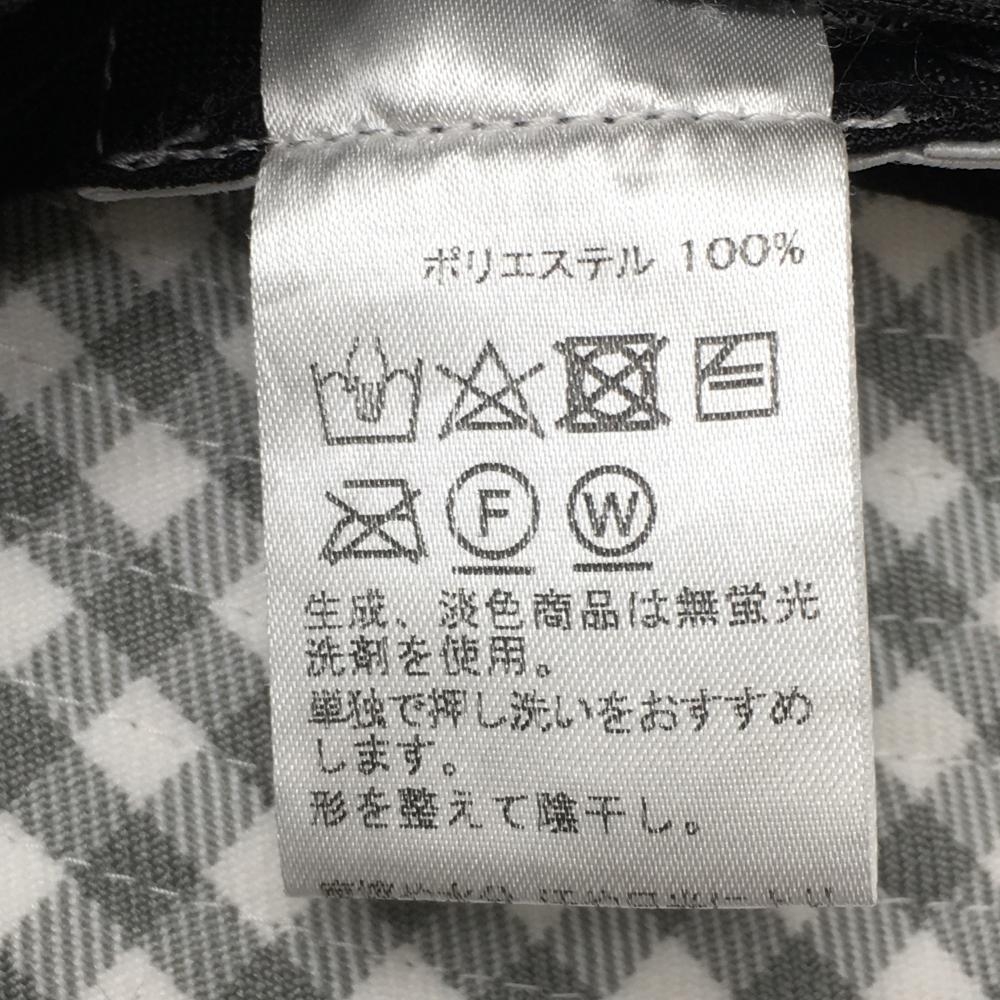 ポリエステル 100%
F W
生成、淡色商品は無蛍光
洗剤を使用。
単独で押し洗いをおすすめ
します。
形を整えて陰干し。